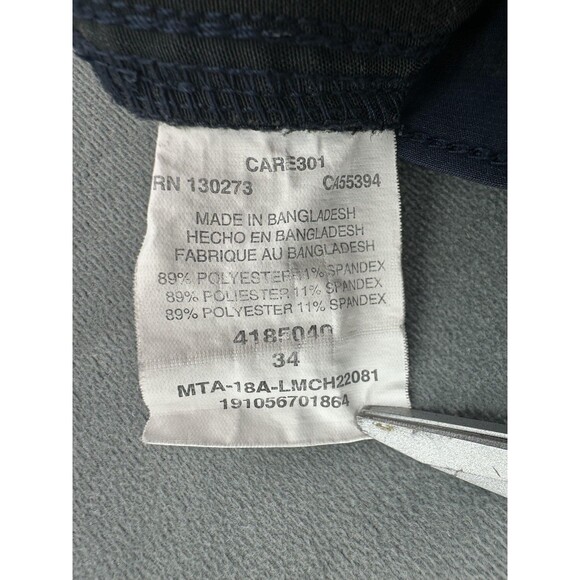 CARE301
RN 130273 CA55394
MADE IN BANGLADESH
HECHO EN BANGLADESH
FABRIQUE AU BANGLADESH
89% POLYESTER 11% SPANDEX
89% POLIESTER 11% SPANDEX
89% POLYESTER 11% SPANDEX
4185040
34
MTA-18A-LMCH22081
191056701864